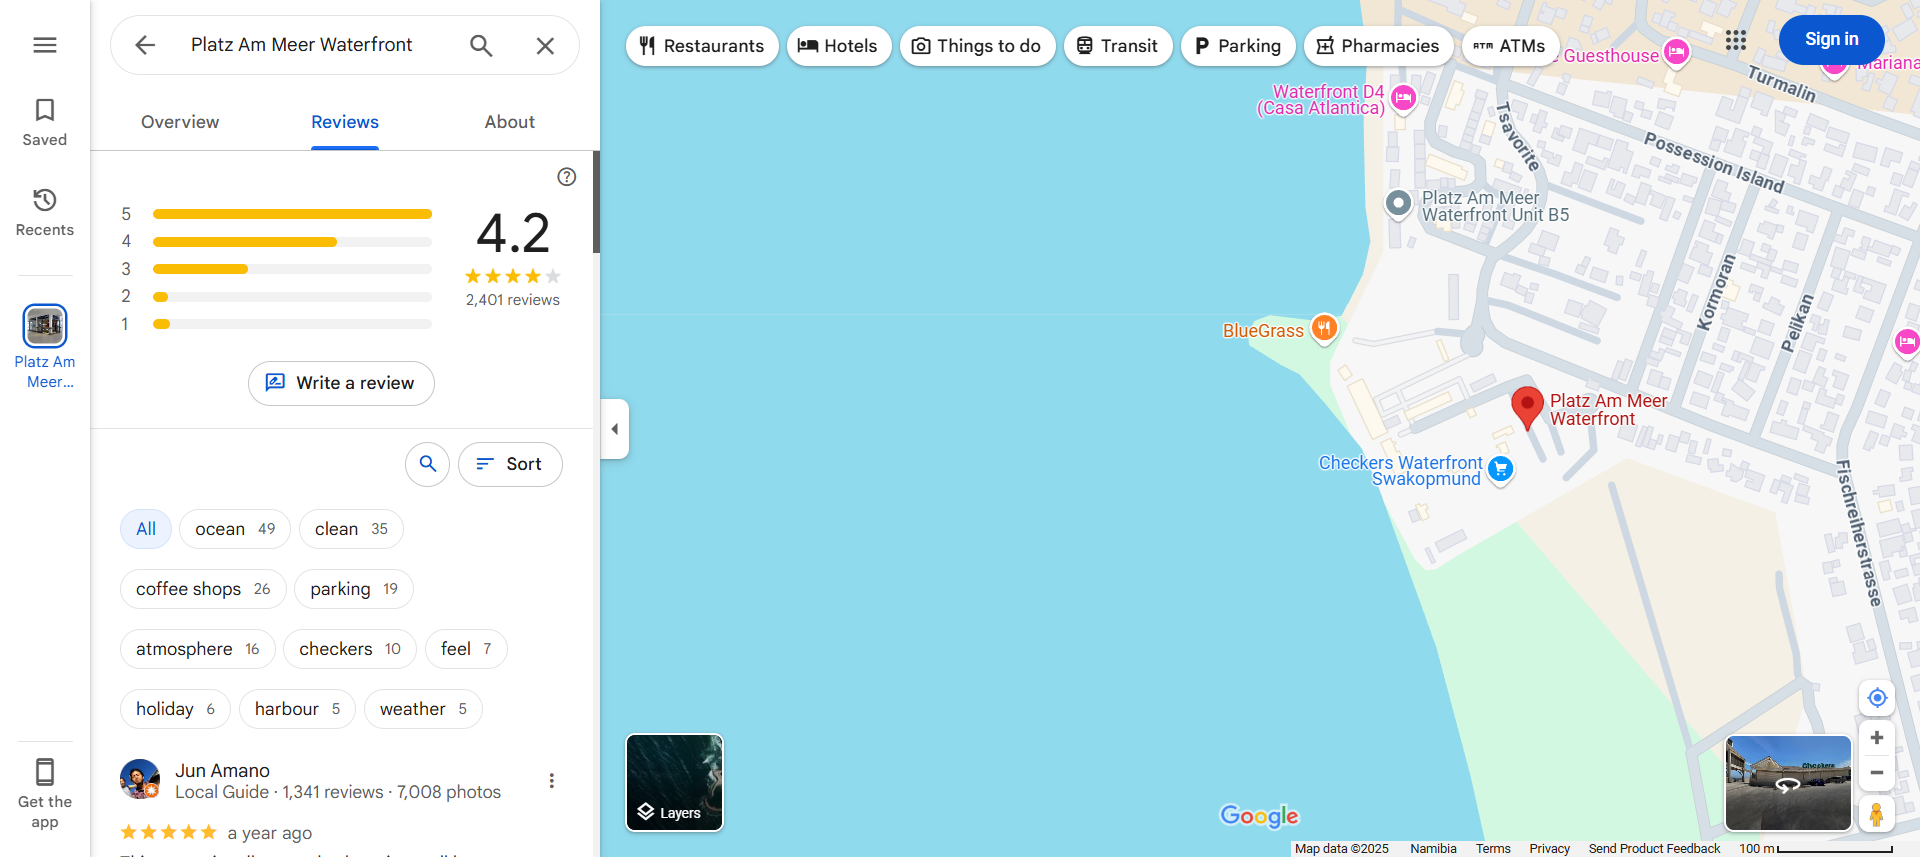 Platz Am Meer Waterfront
Saved
Recents
Platz Am
Meer...
Get the
app
Overview
Reviews
About
5
4
3
2
1
4.2
2,401 reviews
Write a review
Sort
All
ocean 49
clean 35
coffee shops 26
parking 19
atmosphere 16
checkers 10
feel 7
holiday 6
harbour 5
weather 5
Jun Amano
Local Guide · 1,341 reviews · 7,008 photos
a year ago
Restaurants
Hotels
Things to do
Transit
Parking
Pharmacies
ATM ATMs
Sign in
Guesthouse
Mariana
Turmalin
Waterfront D4
(Casa Atlantica)
Tsavorite
Possession Island
Platz Am Meer
Waterfront Unit B5
Kormoran
Pelikan
BlueGrass
Platz Am Meer
Waterfront
Checkers Waterfront
Swakopmund
Fischreiherstrasse
Layers
Google
Checkers
Map data ©2025
Namibia
Terms
Privacy
Send Product Feedback
100 m